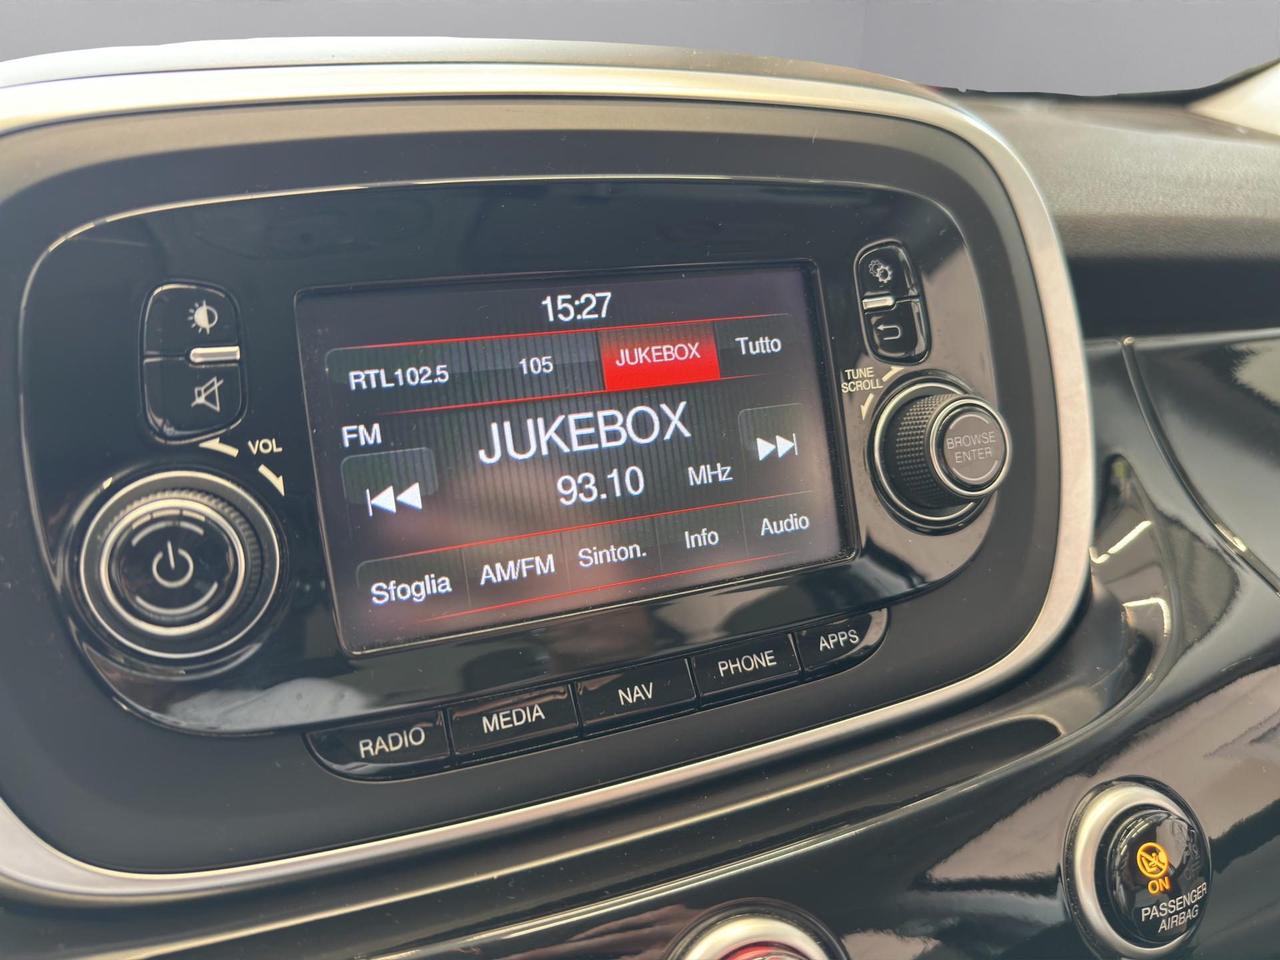 15:27
RTL102.5 105 JUKEBOX Tutto
FM
JUKEBOX
93.10 MHz
Sfoglia AM/FM Sinton. Info Audio
VOL
TUNE
SCROLL
BROWSE
ENTER
RADIO MEDIA NAV PHONE APPS
ON
PASSENGER
AIRBAG